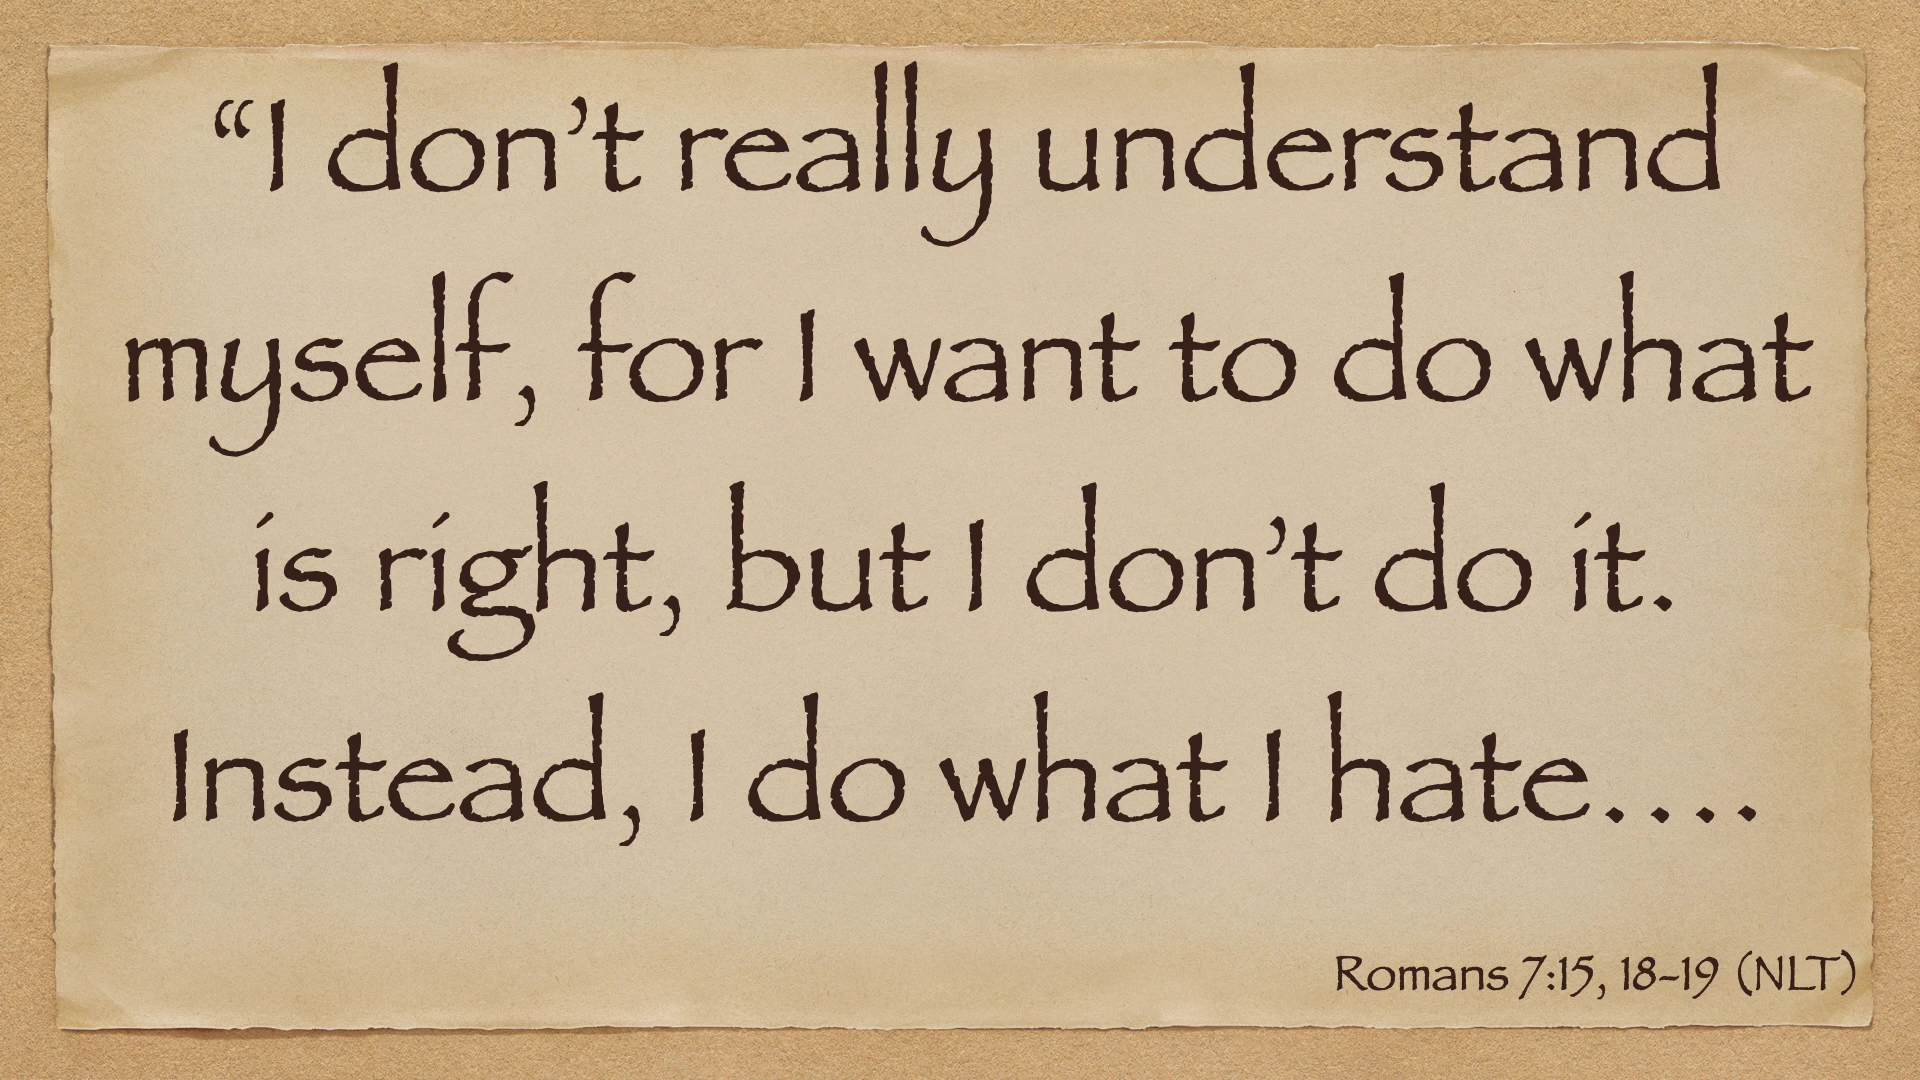 “I don’t really understand
myself, for I want to do what
is right, but I don’t do it.
Instead, I do what I hate….
Romans 7:15, 18-19 (NLT)